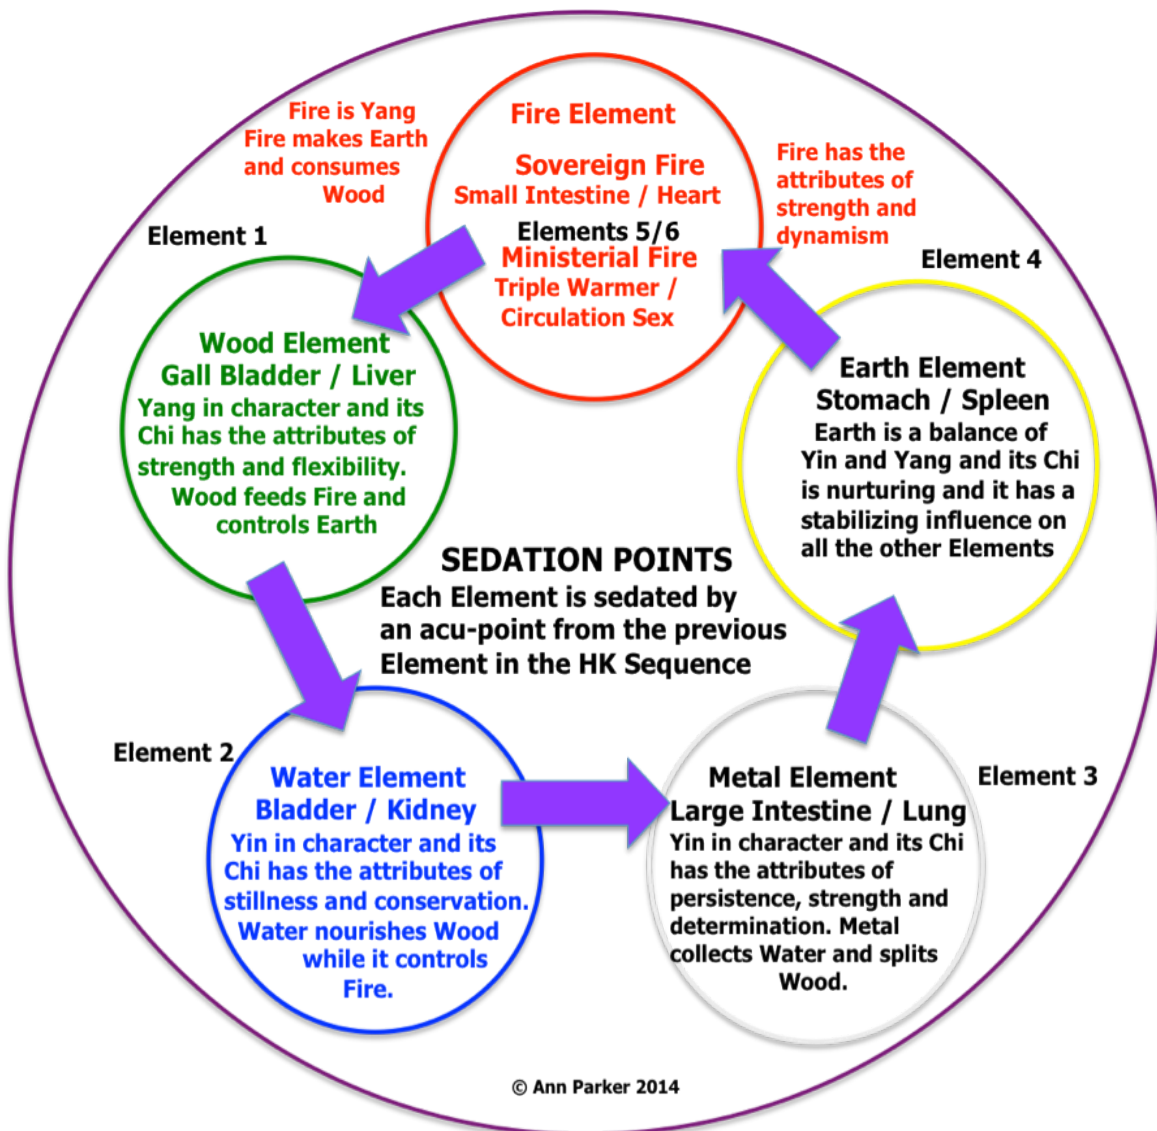 Fire is Yang
Fire makes Earth
and consumes
Wood
Fire Element
Sovereign Fire
Small Intestine / Heart
Elements 5/6
Ministerial Fire
Triple Warmer /
Circulation Sex
Fire has the
attributes of
strength and
dynamism
Element 1
Wood Element
Gall Bladder / Liver
Yang in character and its
Chi has the attributes of
strength and flexibility.
Wood feeds Fire and
controls Earth
Element 4
Earth Element
Stomach / Spleen
Earth is a balance of
Yin and Yang and its Chi
is nurturing and it has a
stabilizing influence on
all the other Elements
SEDATION POINTS
Each Element is sedated by
an acu-point from the previous
Element in the HK Sequence
Element 2
Water Element
Bladder / Kidney
Yin in character and its
Chi has the attributes of
stillness and conservation.
Water nourishes Wood
while it controls
Fire.
Element 3
Metal Element
Large Intestine / Lung
Yin in character and its Chi
has the attributes of
persistence, strength and
determination. Metal
collects Water and splits
Wood.
© Ann Parker 2014